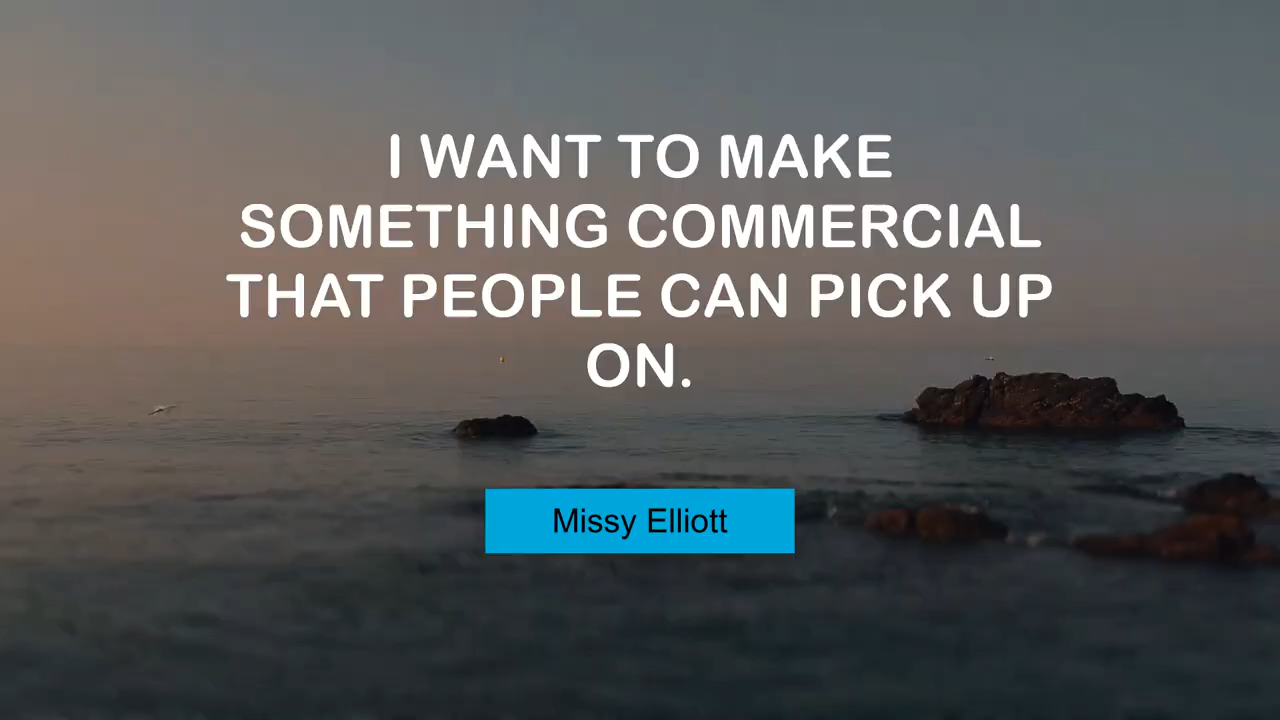 I WANT TO MAKE
SOMETHING COMMERCIAL
THAT PEOPLE CAN PICK UP
ON.
Missy Elliott